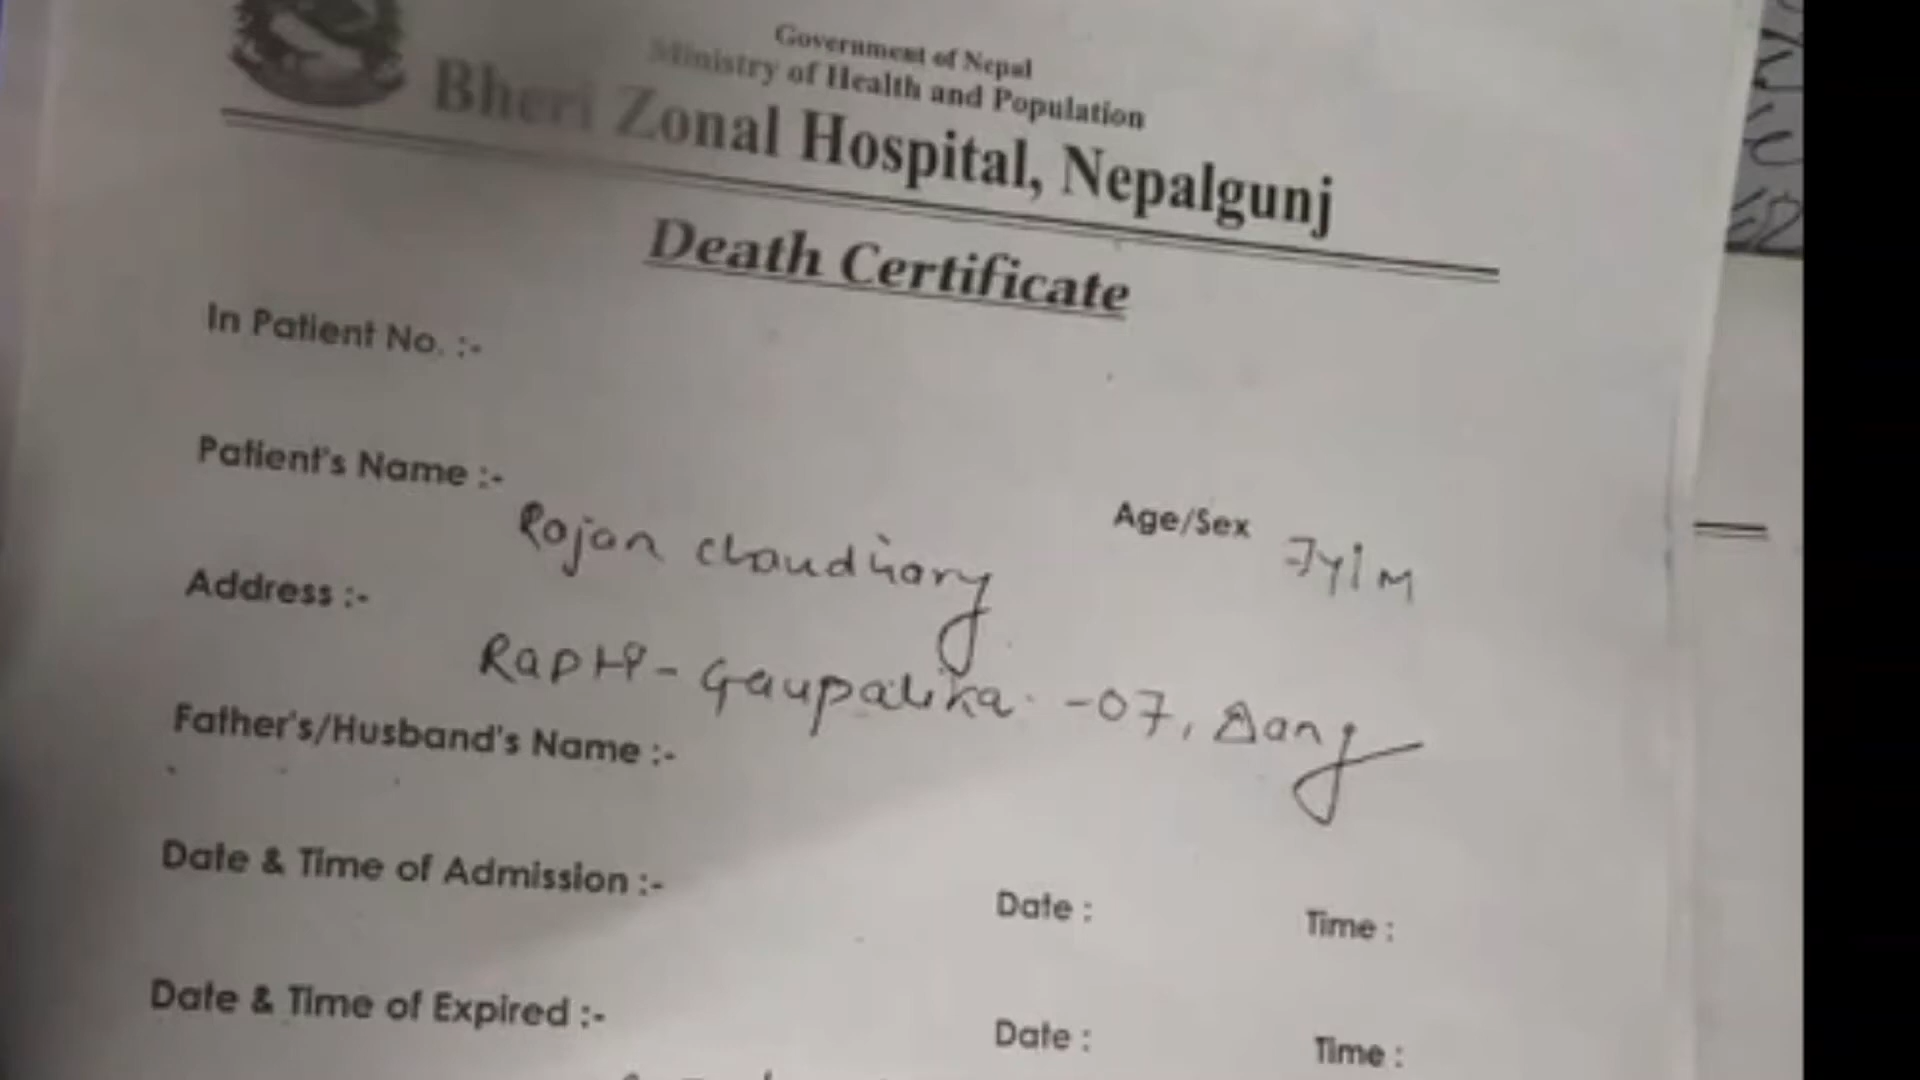 Government of Nepal
Ministry of Health and Population
Bheri Zonal Hospital, Nepalgunj
Death Certificate
In Patient No. :-
Patient's Name :- Rojan chaudhary Age/Sex 7y/M
Address :- Rapti-Gaupalika-07, Dang
Father's/Husband's Name :-
Date & Time of Admission :- Date : Time :
Date & Time of Expired :- Date : Time :